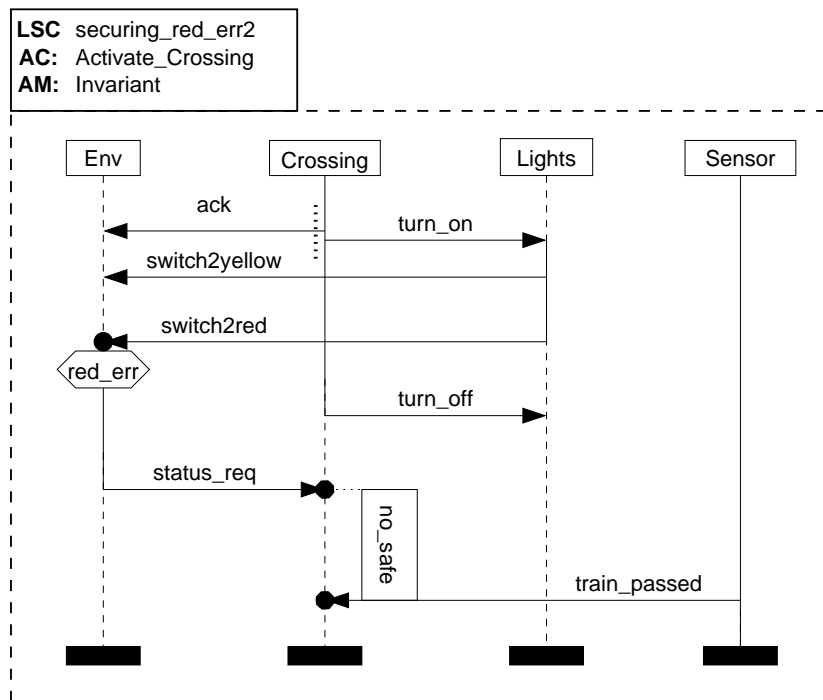 LSC securing_red_err2
AC: Activate_Crossing
AM: Invariant
Env Crossing Lights Sensor
ack
turn_on
switch2yellow
switch2red
red_err
turn_off
status_req
no_safe
train_passed